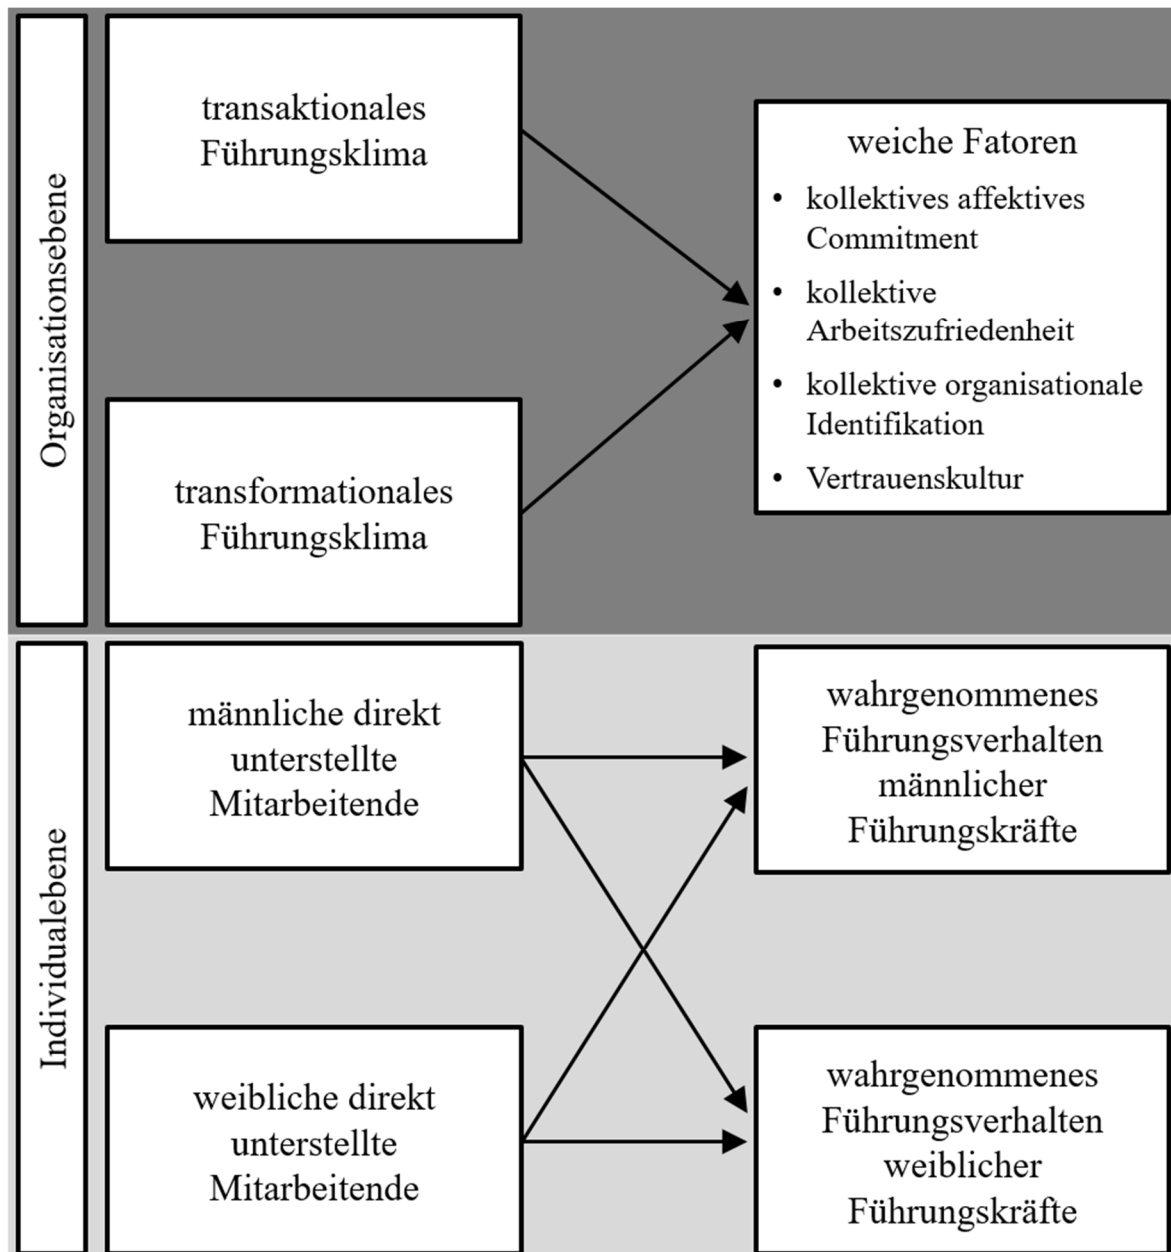 Organisationsebene
transaktionales
Führungsklima
transformationales
Führungsklima
weiche Fatoren
• kollektives affektives
Commitment
• kollektive
Arbeitszufriedenheit
• kollektive organisationale
Identifikation
• Vertrauenskultur
Individualebene
männliche direkt
unterstellte
Mitarbeitende
weibliche direkt
unterstellte
Mitarbeitende
wahrgenommenes
Führungsverhalten
männlicher
Führungskräfte
wahrgenommenes
Führungsverhalten
weiblicher
Führungskräfte